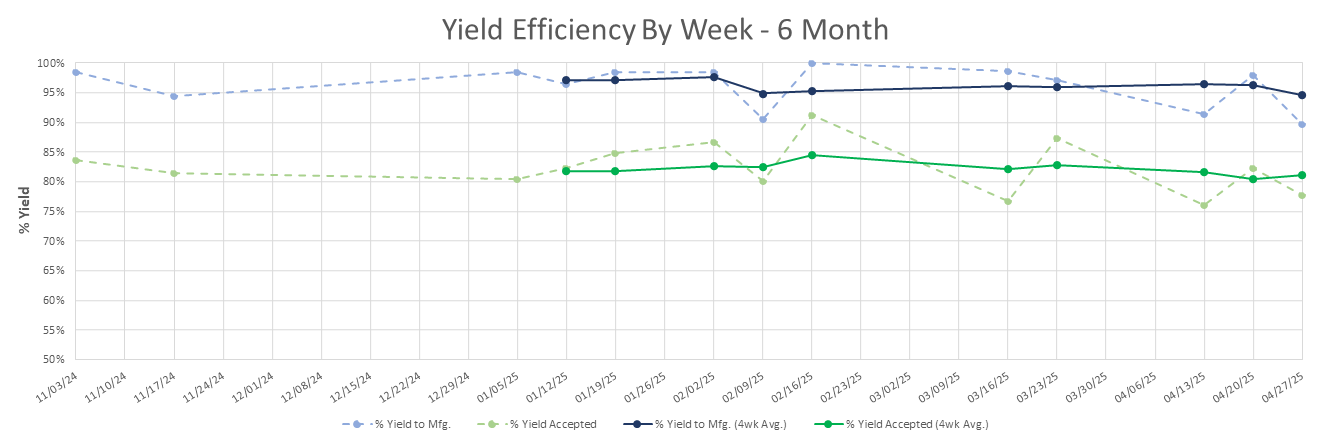 Yield Efficiency By Week - 6 Month
% Yield
100%
95%
90%
85%
80%
75%
70%
65%
60%
55%
50%
11/03/24 11/10/24 11/17/24 11/24/24 12/01/24 12/08/24 12/15/24 12/22/24 12/29/24 01/05/25 01/12/25 01/19/25 01/26/25 02/02/25 02/09/25 02/16/25 02/23/25 03/02/25 03/09/25 03/16/25 03/23/25 03/30/25 04/06/25 04/13/25 04/20/25 04/27/25
% Yield to Mfg. % Yield Accepted % Yield to Mfg. (4wk Avg.) % Yield Accepted (4wk Avg.)